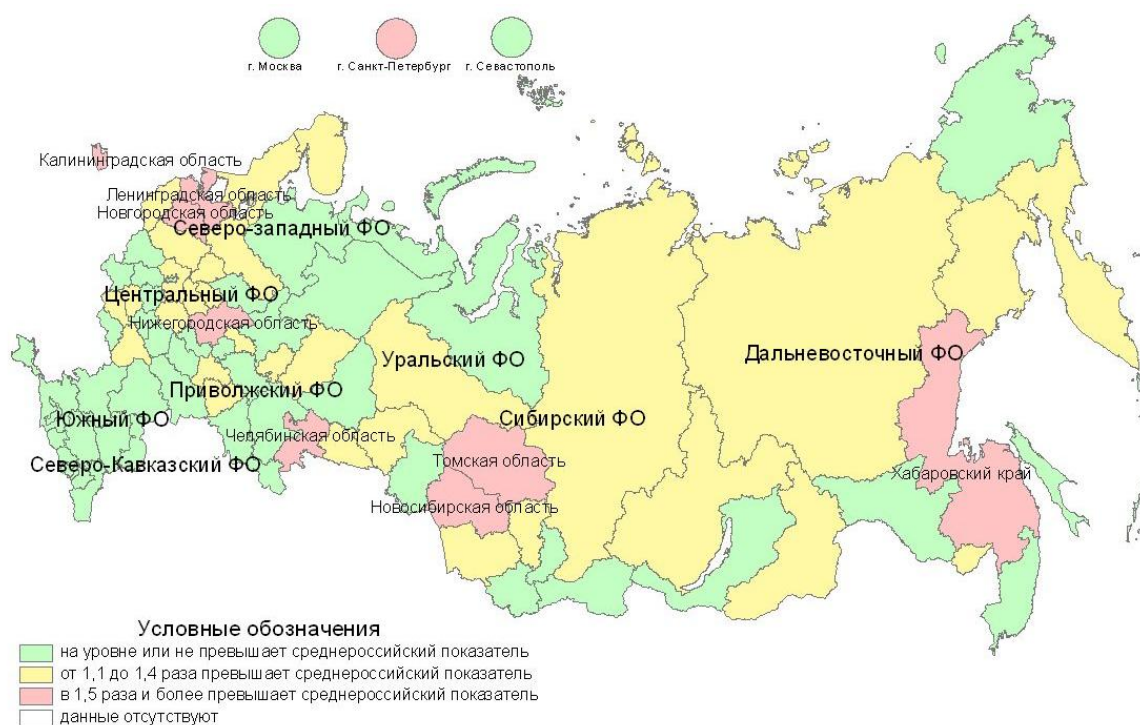 г. Москва
г. Санкт-Петербург
г. Севастополь
Калининградская область
Ленинградская область
Новгородская область
Северо-западный ФО
Центральный ФО
Нижегородская область
Уральский ФО
Дальневосточный ФО
Приволжский ФО
Сибирский ФО
Южный ФО
Челябинская область
Северо-Кавказский ФО
Томская область
Хабаровский край
Новосибирская область
Условные обозначения
на уровне или не превышает среднероссийский показатель
от 1,1 до 1,4 раза превышает среднероссийский показатель
в 1,5 раза и более превышает среднероссийский показатель
данные отсутствуют